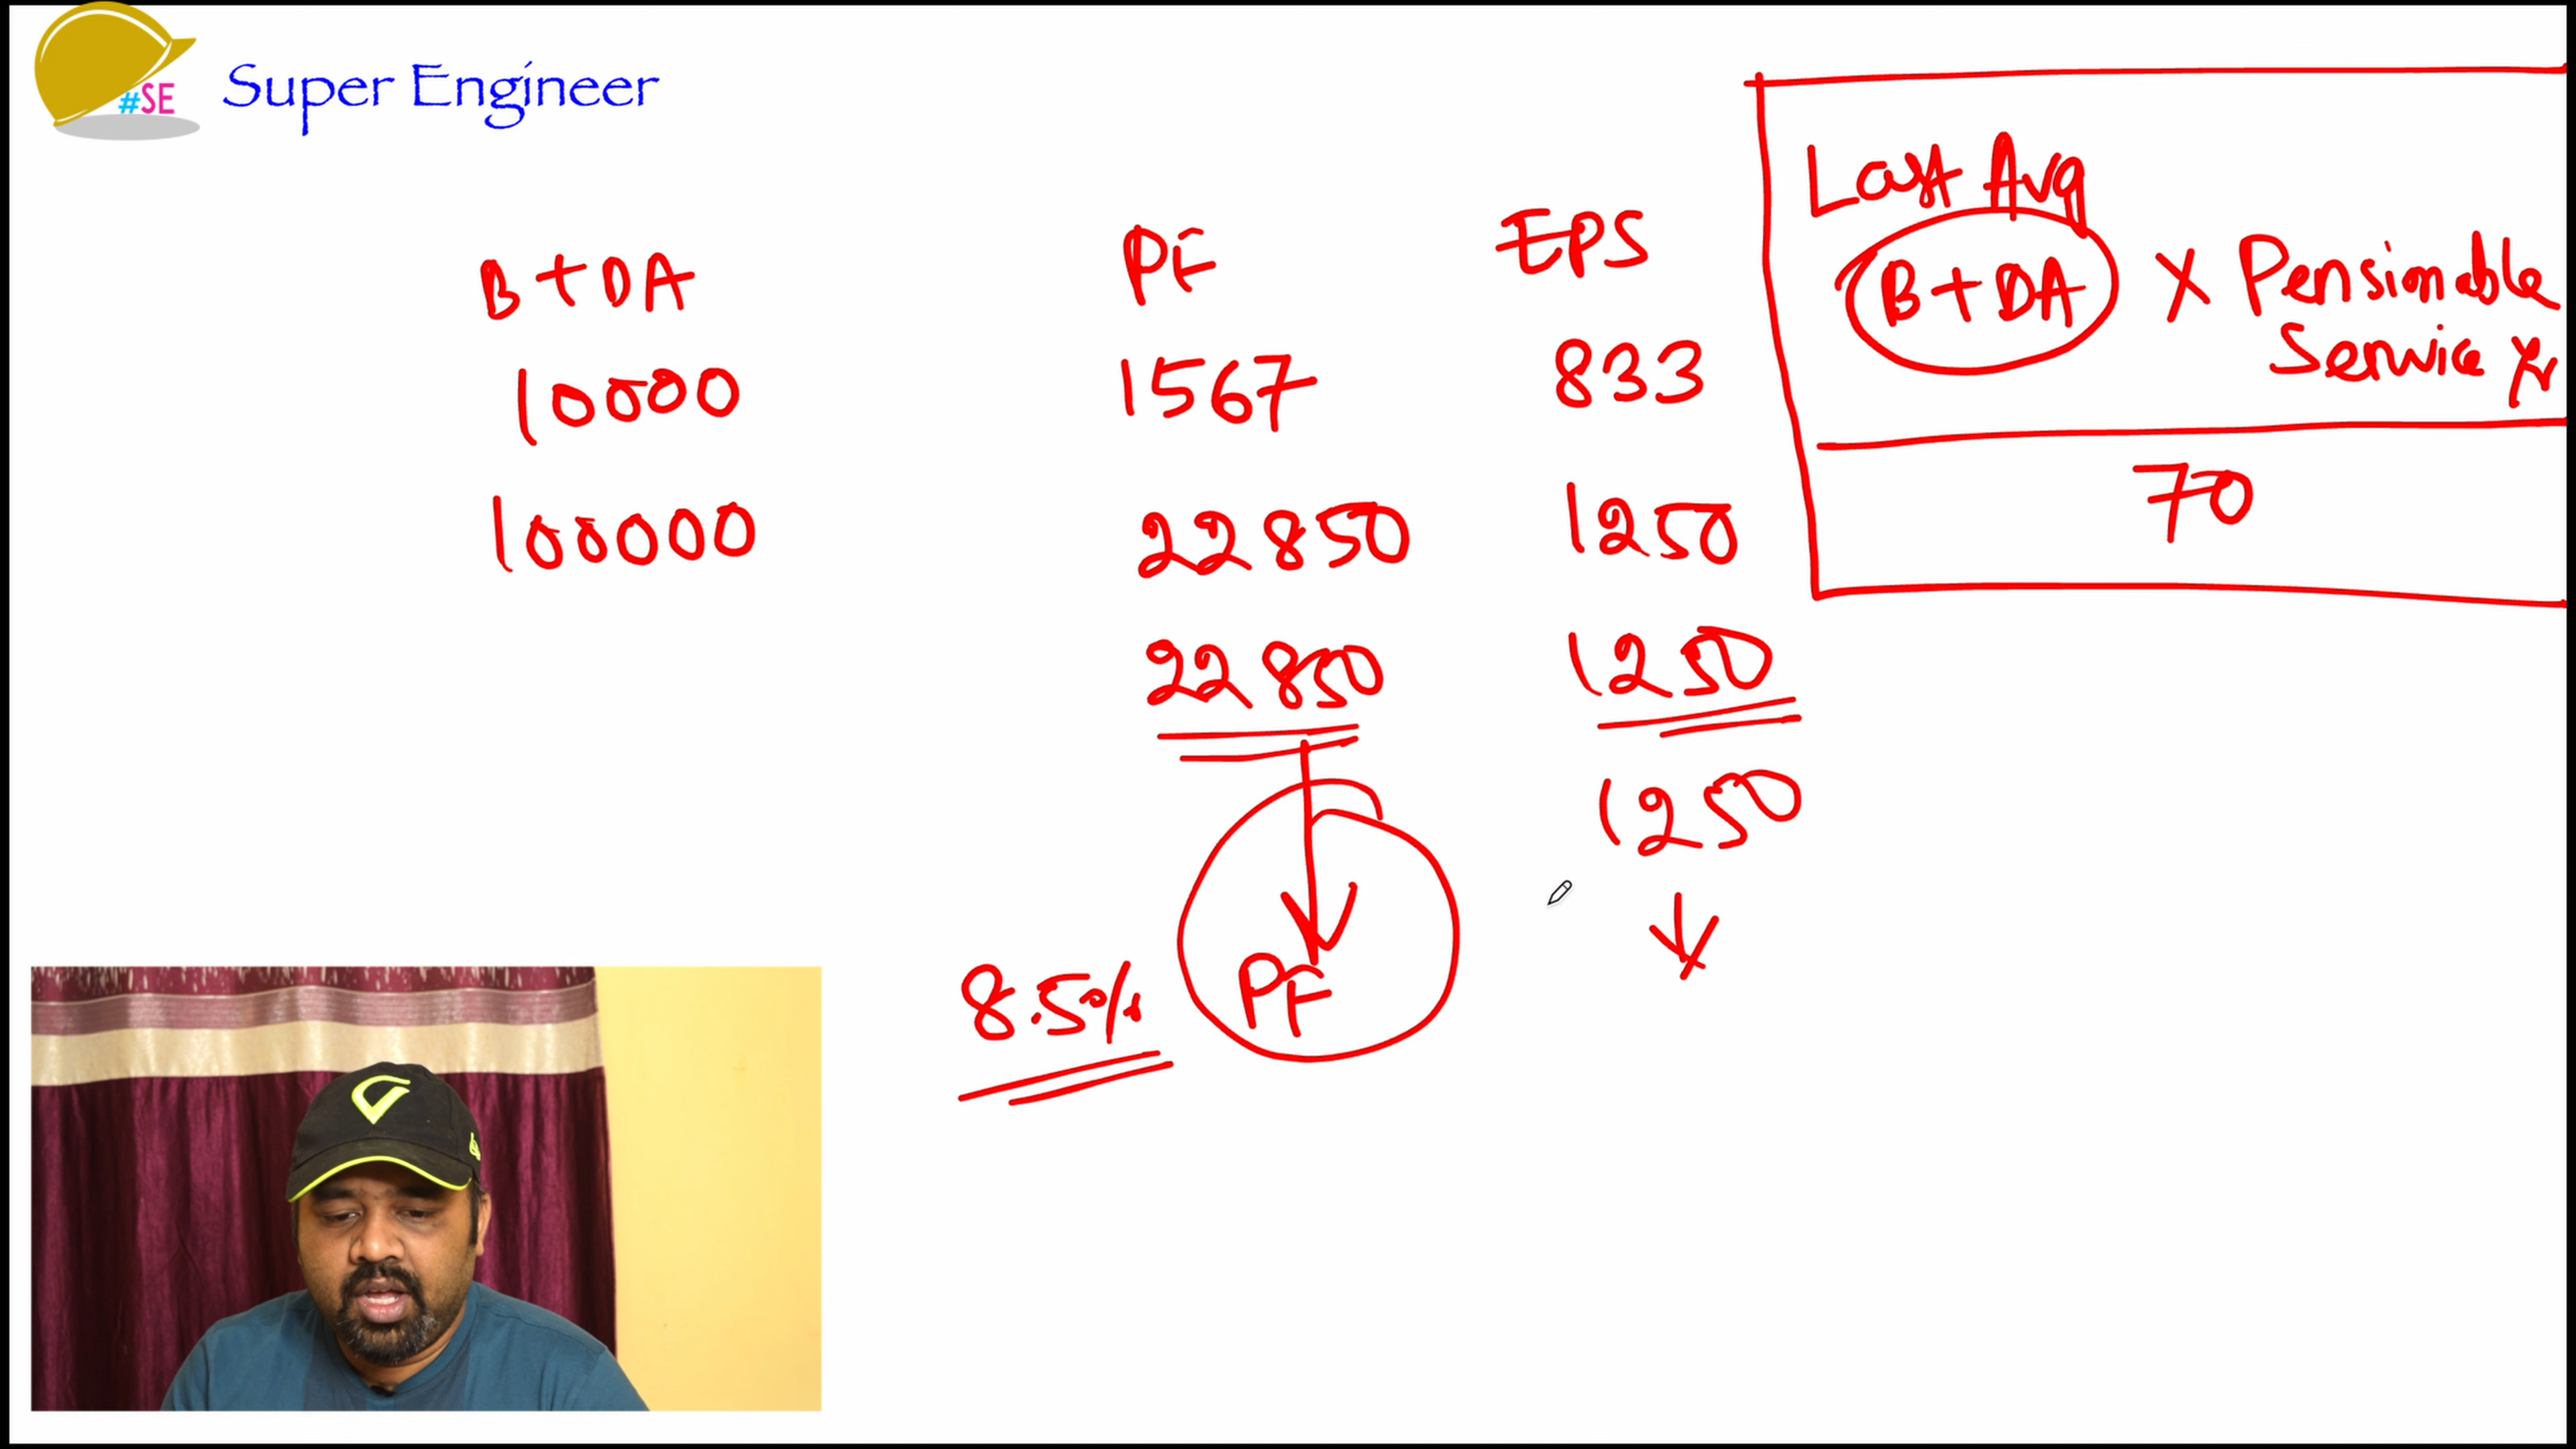 #SE
Super Engineer
B+DA PF EPS
10000 1567 833
100000 22850 1250
22850 1250
1250
8.5% PF
Last Avg
B+DA X Pensionable
Service Yr
70